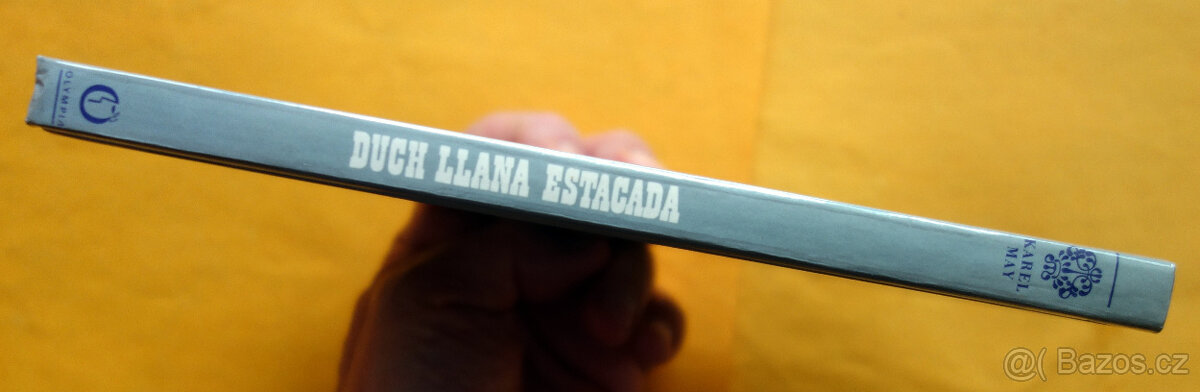 OLYMPIA
DUCH LLANA ESTACADA
KAREL
MAY
@( Bazos.cz